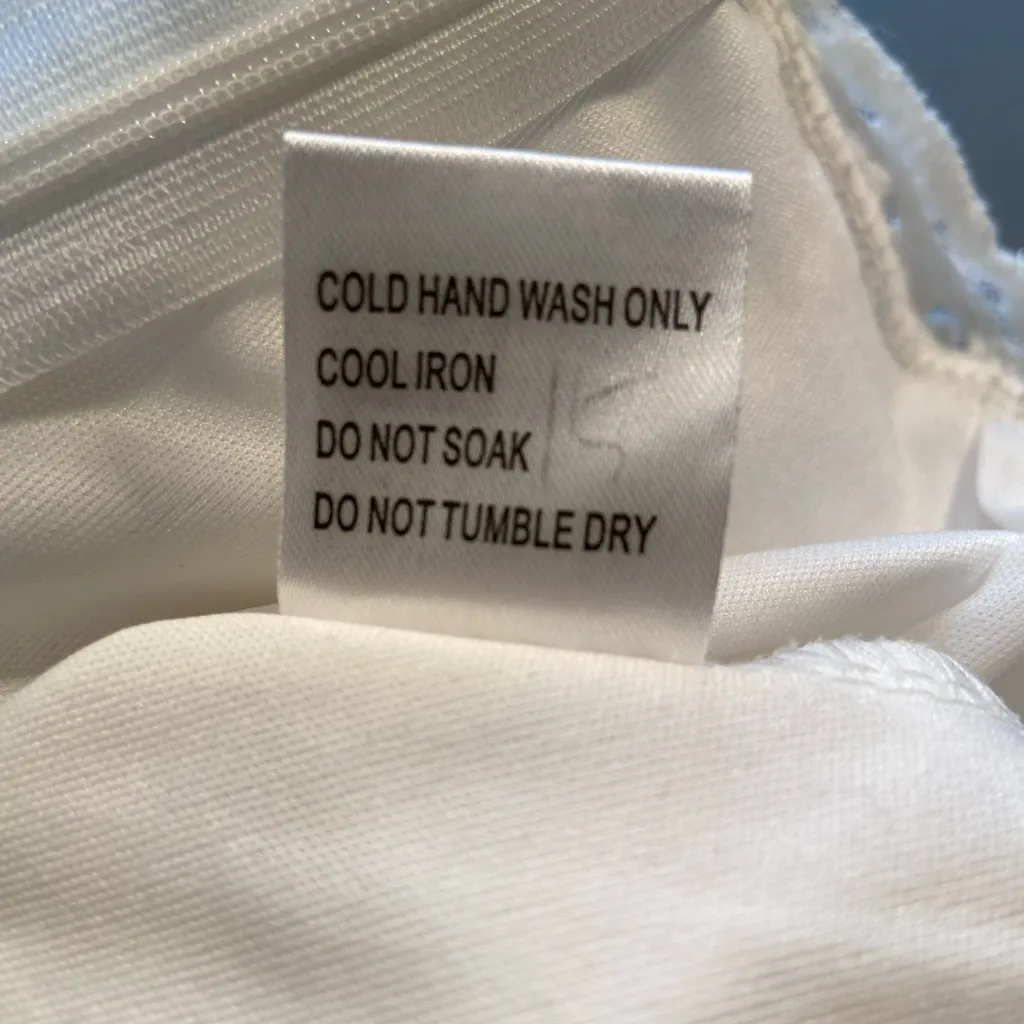 COLD HAND WASH ONLY
COOL IRON
DO NOT SOAK
DO NOT TUMBLE DRY